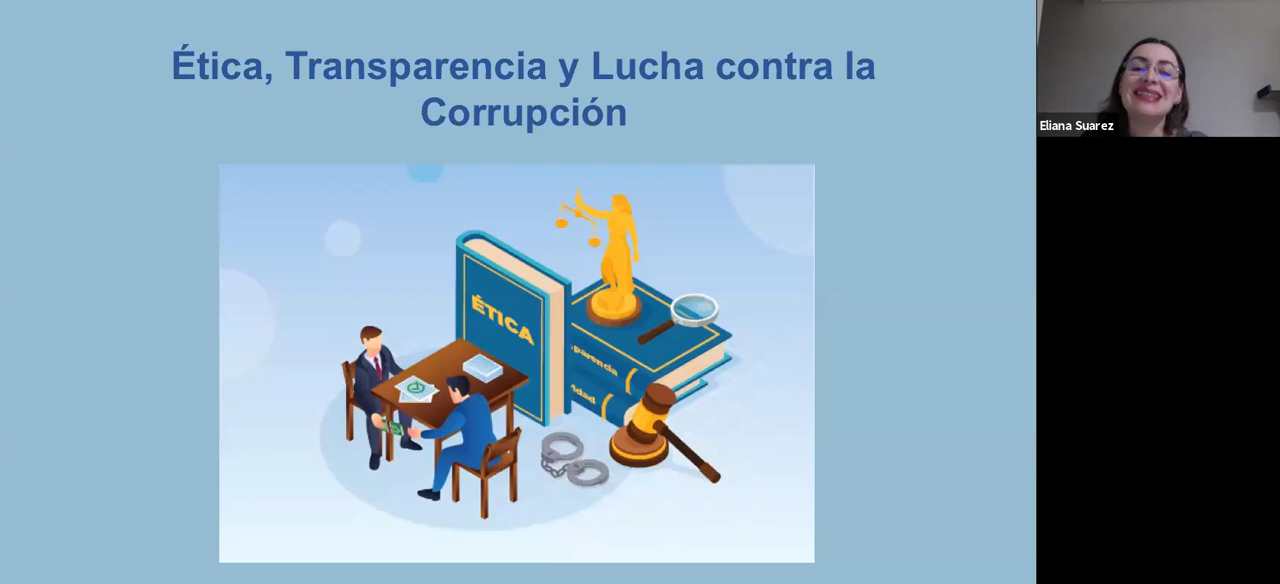 Ética, Transparencia y Lucha contra la
Corrupción
Eliana Suarez
ÉTICA